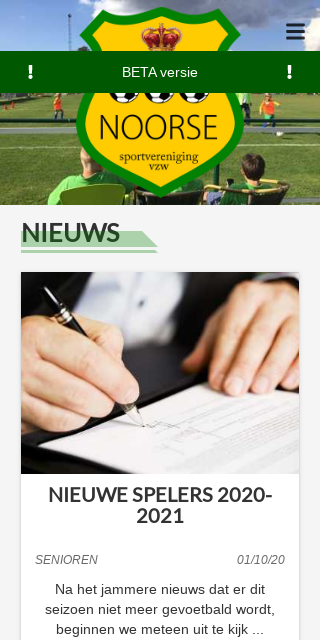 BETA versie
NOORSE
sportvereniging
vzw
NIEUWS
NIEUWE SPELERS 2020-
2021
SENIOREN 01/10/20
Na het jammere nieuws dat er dit
seizoen niet meer gevoetbald wordt,
beginnen we meteen uit te kijk ...